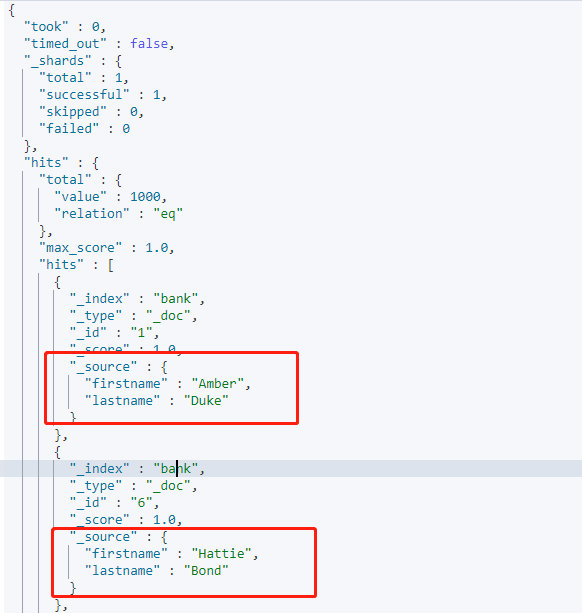 {
"took" : 0,
"timed_out" : false,
"_shards" : {
"total" : 1,
"successful" : 1,
"skipped" : 0,
"failed" : 0
},
"hits" : {
"total" : {
"value" : 1000,
"relation" : "eq"
},
"max_score" : 1.0,
"hits" : [
{
"_index" : "bank",
"_type" : "_doc",
"_id" : "1",
"_score" : 1.0,
"_source" : {
"firstname" : "Amber",
"lastname" : "Duke"
}
},
{
"_index" : "bank",
"_type" : "_doc",
"_id" : "6",
"_score" : 1.0,
"_source" : {
"firstname" : "Hattie",
"lastname" : "Bond"
}
},